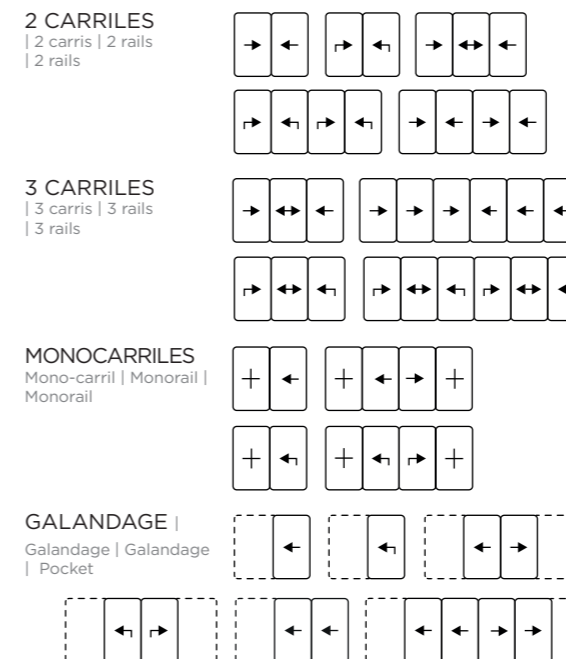 2 CARRILES
| 2 carris | 2 rails
| 2 rails
3 CARRILES
| 3 carris | 3 rails
| 3 rails
MONOCARRILES
Mono-carril | Monorail |
Monorail
GALANDAGE |
Galandage | Galandage
| Pocket